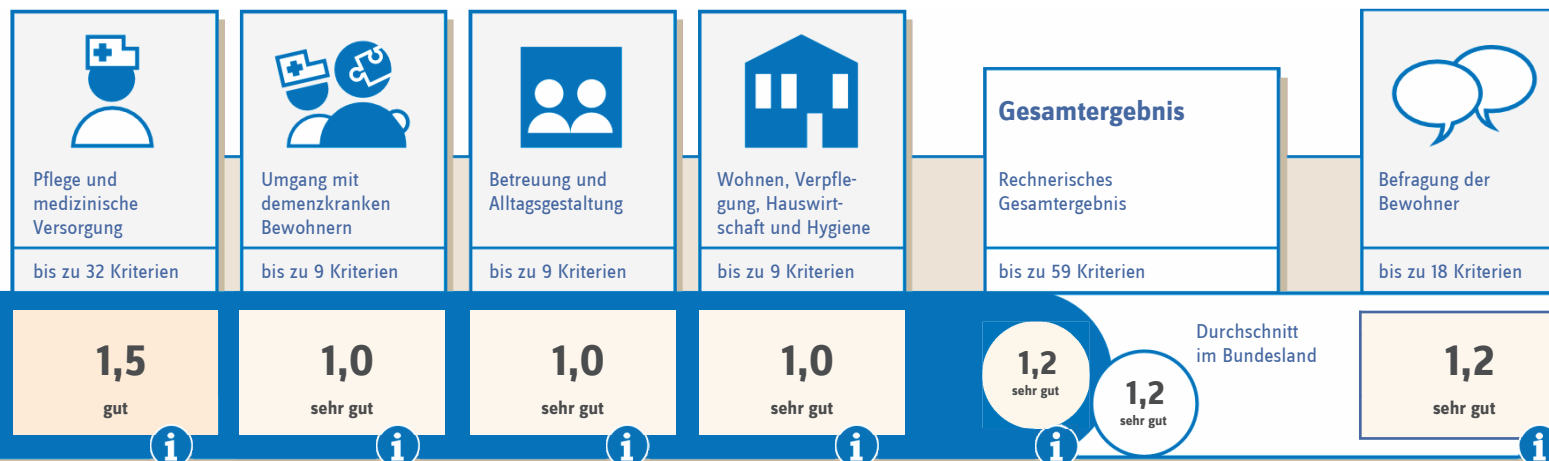 Pflege und
medizinische
Versorgung
bis zu 32 Kriterien
1,5
gut
Umgang mit
demenzkranken
Bewohnern
bis zu 9 Kriterien
1,0
sehr gut
Betreuung und
Alltagsgestaltung
bis zu 9 Kriterien
1,0
sehr gut
Wohnen, Verpfle-
gung, Hauswirt-
schaft und Hygiene
bis zu 9 Kriterien
1,0
sehr gut
Gesamtergebnis
Rechnerisches
Gesamtergebnis
bis zu 59 Kriterien
1,2
sehr gut
Durchschnitt
im Bundesland
1,2
sehr gut
Befragung der
Bewohner
bis zu 18 Kriterien
1,2
sehr gut
i
i
i
i
i
i